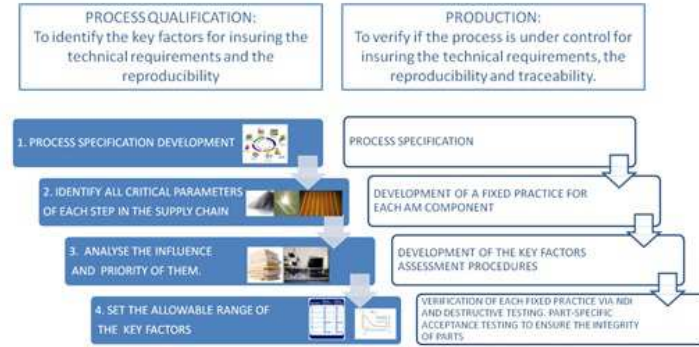 PROCESS QUALIFICATION:
To identify the key factors for insuring the
technical requirements and the
reproducibility
PRODUCTION:
To verify if the process is under control for
insuring the technical requirements, the
reproducibility and traceability.
1. PROCESS SPECIFICATION DEVELOPMENT
2. IDENTIFY ALL CRITICAL PARAMETERS
OF EACH STEP IN THE SUPPLY CHAIN
3. ANALYSE THE INFLUENCE
AND PRIORITY OF THEM.
4. SET THE ALLOWABLE RANGE OF
THE KEY FACTORS
PROCESS SPECIFICATION
DEVELOPMENT OF A FIXED PRACTICE FOR
EACH AM COMPONENT
DEVELOPMENT OF THE KEY FACTORS
ASSESSMENT PROCEDURES
VERIFICATION OF EACH FIXED PRACTICE VIA NDI
AND DESTRUCTIVE TESTING. PART-SPECIFIC
ACCEPTANCE TESTING TO ENSURE THE INTEGRITY
OF PARTS